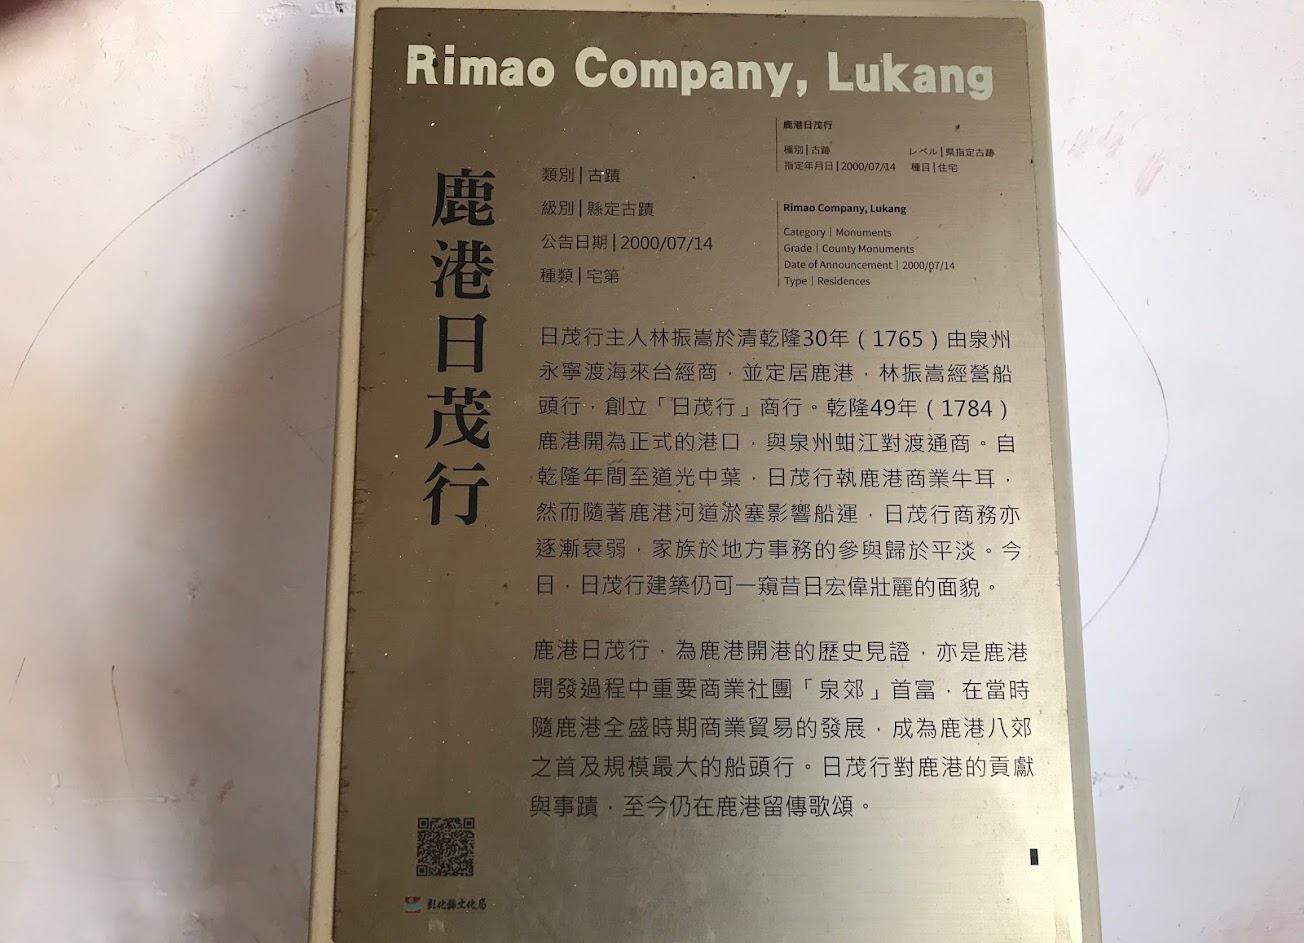 Rimao Company, Lukang
鹿港日茂行
類別｜古蹟
級別｜縣定古蹟
公告日期｜2000/07/14
種類｜宅第
鹿港日茂行
種別｜古跡
レベル｜県指定古跡
指定年月日｜2000/07/14
種目｜住宅
Rimao Company, Lukang
Category｜Monuments
Grade｜County Monuments
Date of Announcement｜2000/07/14
Type｜Residences
日茂行主人林振嵩於清乾隆30年（1765）由泉州
永寧渡海來台經商，並定居鹿港，林振嵩經營船
頭行，創立「日茂行」商行。乾隆49年（1784）
鹿港開為正式的港口，與泉州蚶江對渡通商。自
乾隆年間至道光中葉，日茂行執鹿港商業牛耳，
然而隨著鹿港河道淤塞影響船運，日茂行商務亦
逐漸衰弱，家族於地方事務的參與歸於平淡。今
日，日茂行建築仍可一窺昔日宏偉壯麗的面貌。
鹿港日茂行，為鹿港開港的歷史見證，亦是鹿港
開發過程中重要商業社團「泉郊」首富，在當時
隨鹿港全盛時期商業貿易的發展，成為鹿港八郊
之首及規模最大的船頭行。日茂行對鹿港的貢獻
與事蹟，至今仍在鹿港留傳歌頌。
彰化縣文化局